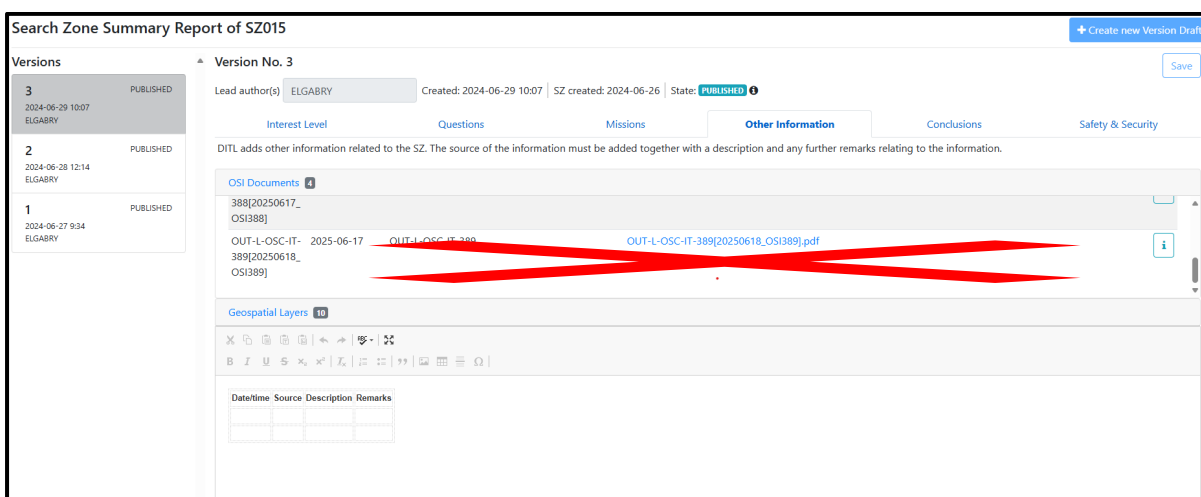 Search Zone Summary Report of SZ015
+ Create new Version Draft
Versions
3 PUBLISHED
2024-06-29 10:07
ELGABRY
2 PUBLISHED
2024-06-28 12:14
ELGABRY
1 PUBLISHED
2024-06-27 9:34
ELGABRY
Version No. 3
Save
Lead author(s) ELGABRY Created: 2024-06-29 10:07 SZ created: 2024-06-26 State: PUBLISHED
Interest Level Questions Missions Other Information Conclusions Safety & Security
DITL adds other information related to the SZ. The source of the information must be added together with a description and any further remarks relating to the information.
OSI Documents 4
388[20250617_
OSI388]
OUT-L-OSC-IT- 2025-06-17 OUT-L-OSC-IT-389 OUT-L-OSC-IT-389[20250618_OSI389].pdf
389[20250618_
OSI389]
Geospatial Layers 10
B I U S x₂ x² Ix Ω
Date/time Source Description Remarks